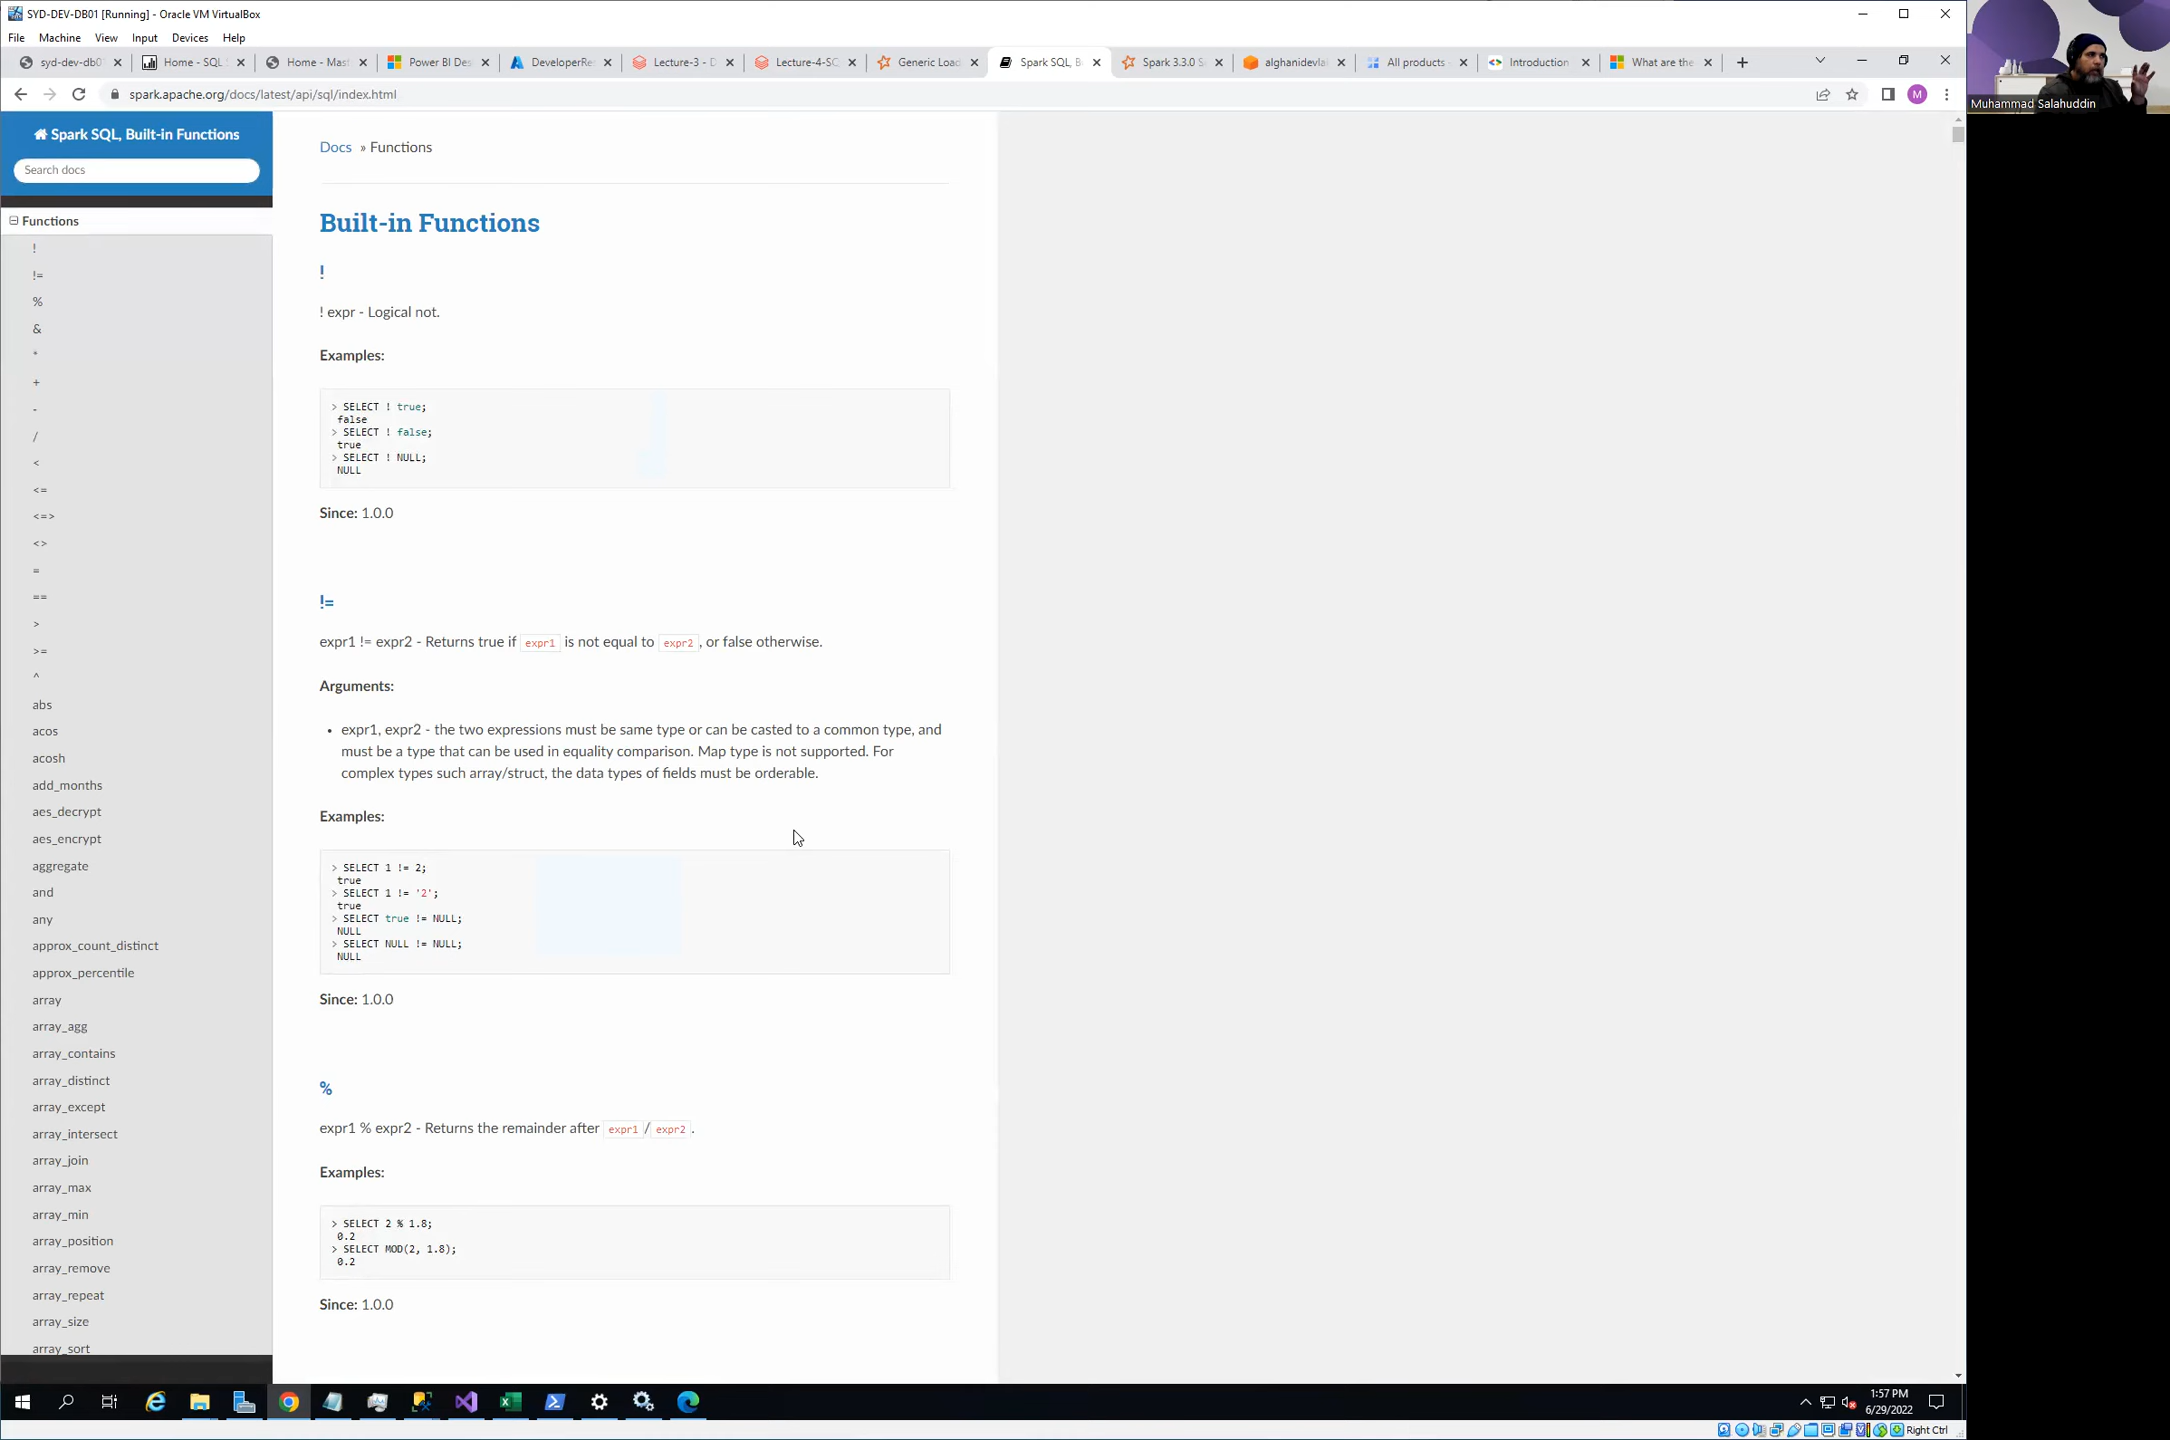 SYD-DEV-DB01 [Running] - Oracle VM VirtualBox
File Machine View Input Devices Help
syd-dev-db0
Home - SQL
Home - Mast
Power BI Des
DeveloperRe
Lecture-3 - D
Lecture-4-SQ
Generic Load
Spark SQL, B
Spark 3.3.0 S
alghanidevlai
All products -
Introduction
What are the
spark.apache.org/docs/latest/api/sql/index.html
M
Muhammad Salahuddin
Spark SQL, Built-in Functions
Search docs
Functions
!
!=
%
&
*
+
-
/
<
<=
<=>
<>
=
==
>
>=
^
abs
acos
acosh
add_months
aes_decrypt
aes_encrypt
aggregate
and
any
approx_count_distinct
approx_percentile
array
array_agg
array_contains
array_distinct
array_except
array_intersect
array_join
array_max
array_min
array_position
array_remove
array_repeat
array_size
array_sort
Docs » Functions
Built-in Functions
!
! expr - Logical not.
Examples:
> SELECT ! true;
false
> SELECT ! false;
true
> SELECT ! NULL;
NULL
Since: 1.0.0
!=
expr1 != expr2 - Returns true if expr1 is not equal to expr2, or false otherwise.
Arguments:
• expr1, expr2 - the two expressions must be same type or can be casted to a common type, and
must be a type that can be used in equality comparison. Map type is not supported. For
complex types such array/struct, the data types of fields must be orderable.
Examples:
> SELECT 1 != 2;
true
> SELECT 1 != '2';
true
> SELECT true != NULL;
NULL
> SELECT NULL != NULL;
NULL
Since: 1.0.0
%
expr1 % expr2 - Returns the remainder after expr1/expr2.
Examples:
> SELECT 2 % 1.8;
0.2
> SELECT MOD(2, 1.8);
0.2
Since: 1.0.0
1:57 PM
6/29/2022
Right Ctrl